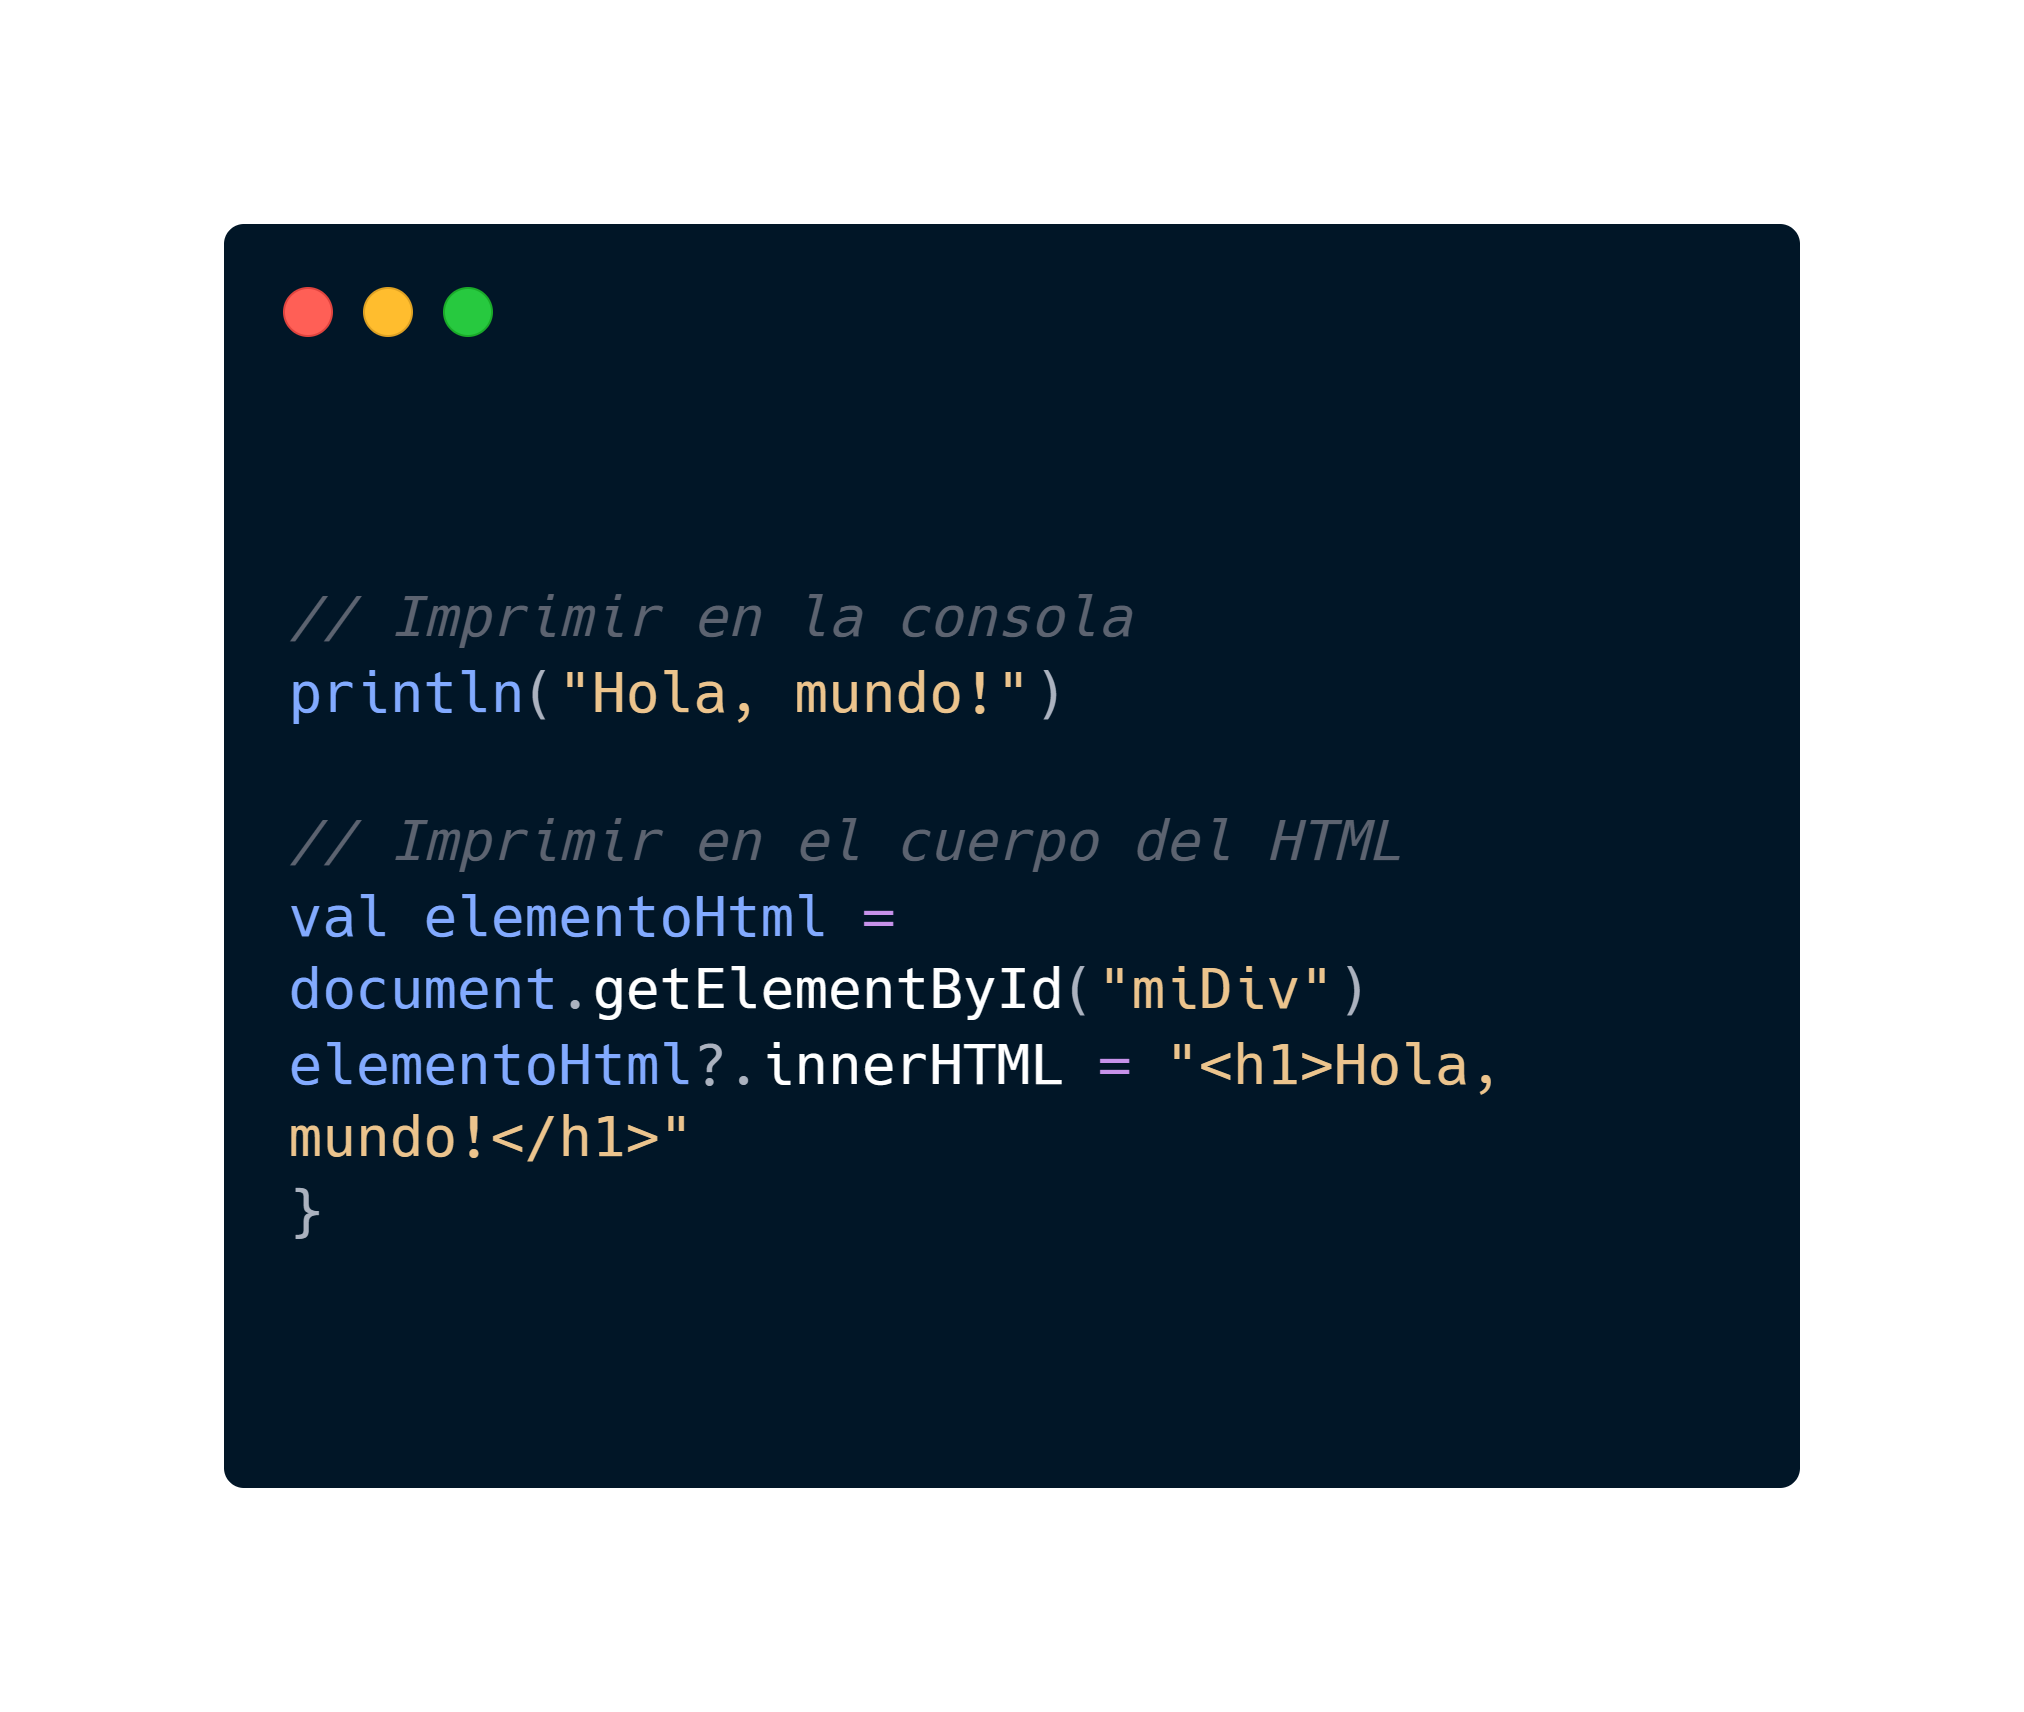 // Imprimir en la consola
println("Hola, mundo!")
// Imprimir en el cuerpo del HTML
val elementoHtml =
document.getElementById("miDiv")
elementoHtml?.innerHTML = "<h1>Hola,
mundo!</h1>"
}